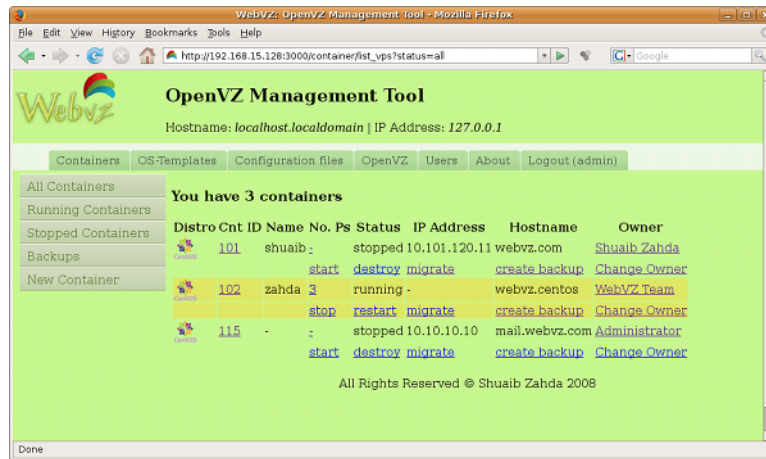 WebVZ: OpenVZ Management Tool - Mozilla Firefox
File Edit View History Bookmarks Tools Help
http://192.168.15.128:3000/container/list_vps?status=all
Google
Webvz
OpenVZ Management Tool
Hostname: localhost.localdomain | IP Address: 127.0.0.1
Containers OS-Templates Configuration files OpenVZ Users About Logout (admin)
All Containers
Running Containers
Stopped Containers
Backups
New Container
You have 3 containers
Distro Cnt ID Name No. Ps Status IP Address Hostname Owner
CentOS 101 shuaib - stopped 10.101.120.11 webvz.com Shuaib Zahda
start destroy migrate create backup Change Owner
CentOS 102 zahda 3 running - webvz.centos WebVZ Team
stop restart migrate create backup Change Owner
CentOS 115 - - stopped 10.10.10.10 mail.webvz.com Administrator
start destroy migrate create backup Change Owner
All Rights Reserved © Shuaib Zahda 2008
Done